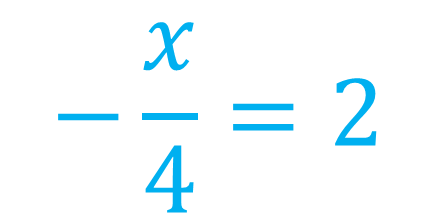 −x/4 = 2